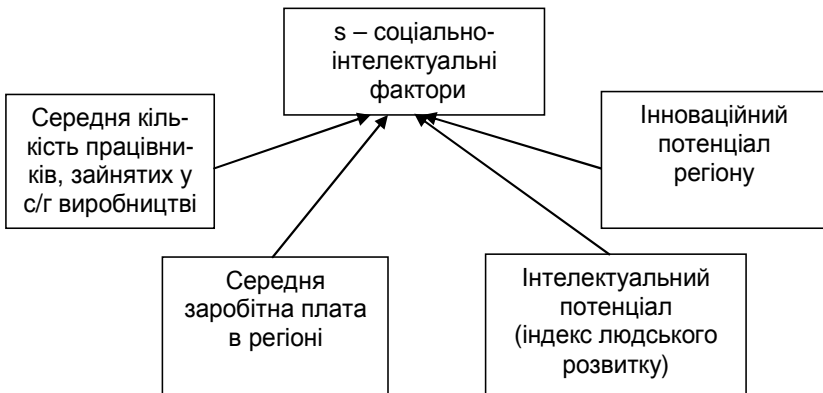 s – соціально-
інтелектуальні
фактори
Середня кіль-
кість працівни-
ків, зайнятих у
с/г виробництві
Інноваційний
потенціал
регіону
Середня
заробітна плата
в регіоні
Інтелектуальний
потенціал
(індекс людського
розвитку)